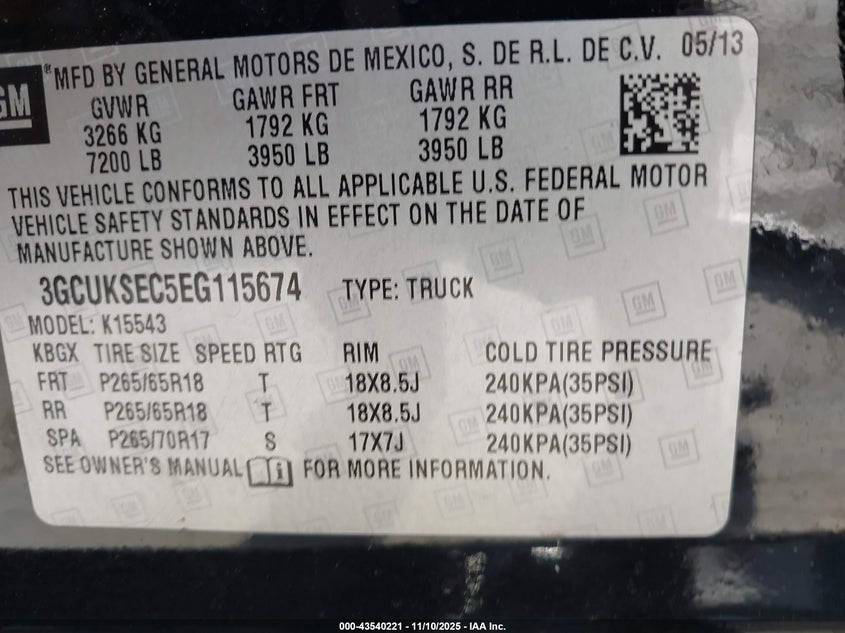 GM
® MFD BY GENERAL MOTORS DE MEXICO, S. DE R.L. DE C.V. 05/13
GVWR GAWR FRT GAWR RR
3266 KG 1792 KG 1792 KG
7200 LB 3950 LB 3950 LB
THIS VEHICLE CONFORMS TO ALL APPLICABLE U.S. FEDERAL MOTOR
VEHICLE SAFETY STANDARDS IN EFFECT ON THE DATE OF
MANUFACTURE SHOWN ABOVE.
3GCUKSEC5EG115674 TYPE: TRUCK
MODEL: K15543
KBGX TIRE SIZE SPEED RTG RIM COLD TIRE PRESSURE
FRT P265/65R18 T 18X8.5J 240KPA(35PSI)
RR P265/65R18 T 18X8.5J 240KPA(35PSI)
SPA P265/70R17 S 17X7J 240KPA(35PSI)
SEE OWNER'S MANUAL i FOR MORE INFORMATION.
000-43540221 - 11/10/2025 - IAA Inc.